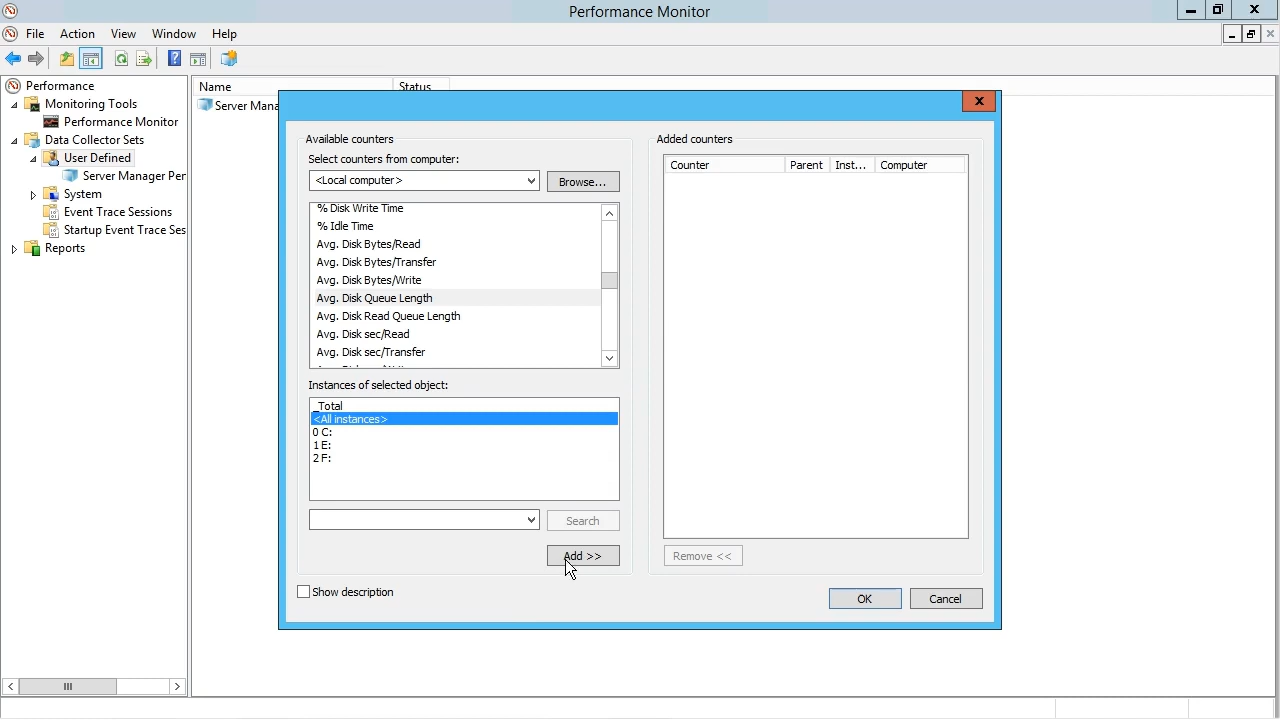 Performance Monitor
File Action View Window Help
Performance
Monitoring Tools
Performance Monitor
Data Collector Sets
User Defined
Server Manager Per
System
Event Trace Sessions
Startup Event Trace Ses
Reports
Name Status
Server Mana
Available counters
Select counters from computer:
<Local computer>
Browse...
% Disk Write Time
% Idle Time
Avg. Disk Bytes/Read
Avg. Disk Bytes/Transfer
Avg. Disk Bytes/Write
Avg. Disk Queue Length
Avg. Disk Read Queue Length
Avg. Disk sec/Read
Avg. Disk sec/Transfer
Instances of selected object:
_Total
<All instances>
0 C:
1 E:
2 F:
Search
Add >>
Show description
Added counters
Counter Parent Inst... Computer
Remove <<
OK Cancel